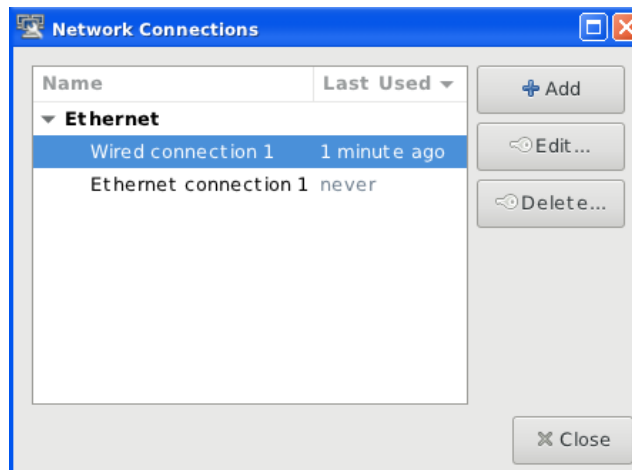 Network Connections
Name Last Used
Ethernet
Wired connection 1 1 minute ago
Ethernet connection 1 never
Add
Edit...
Delete...
Close